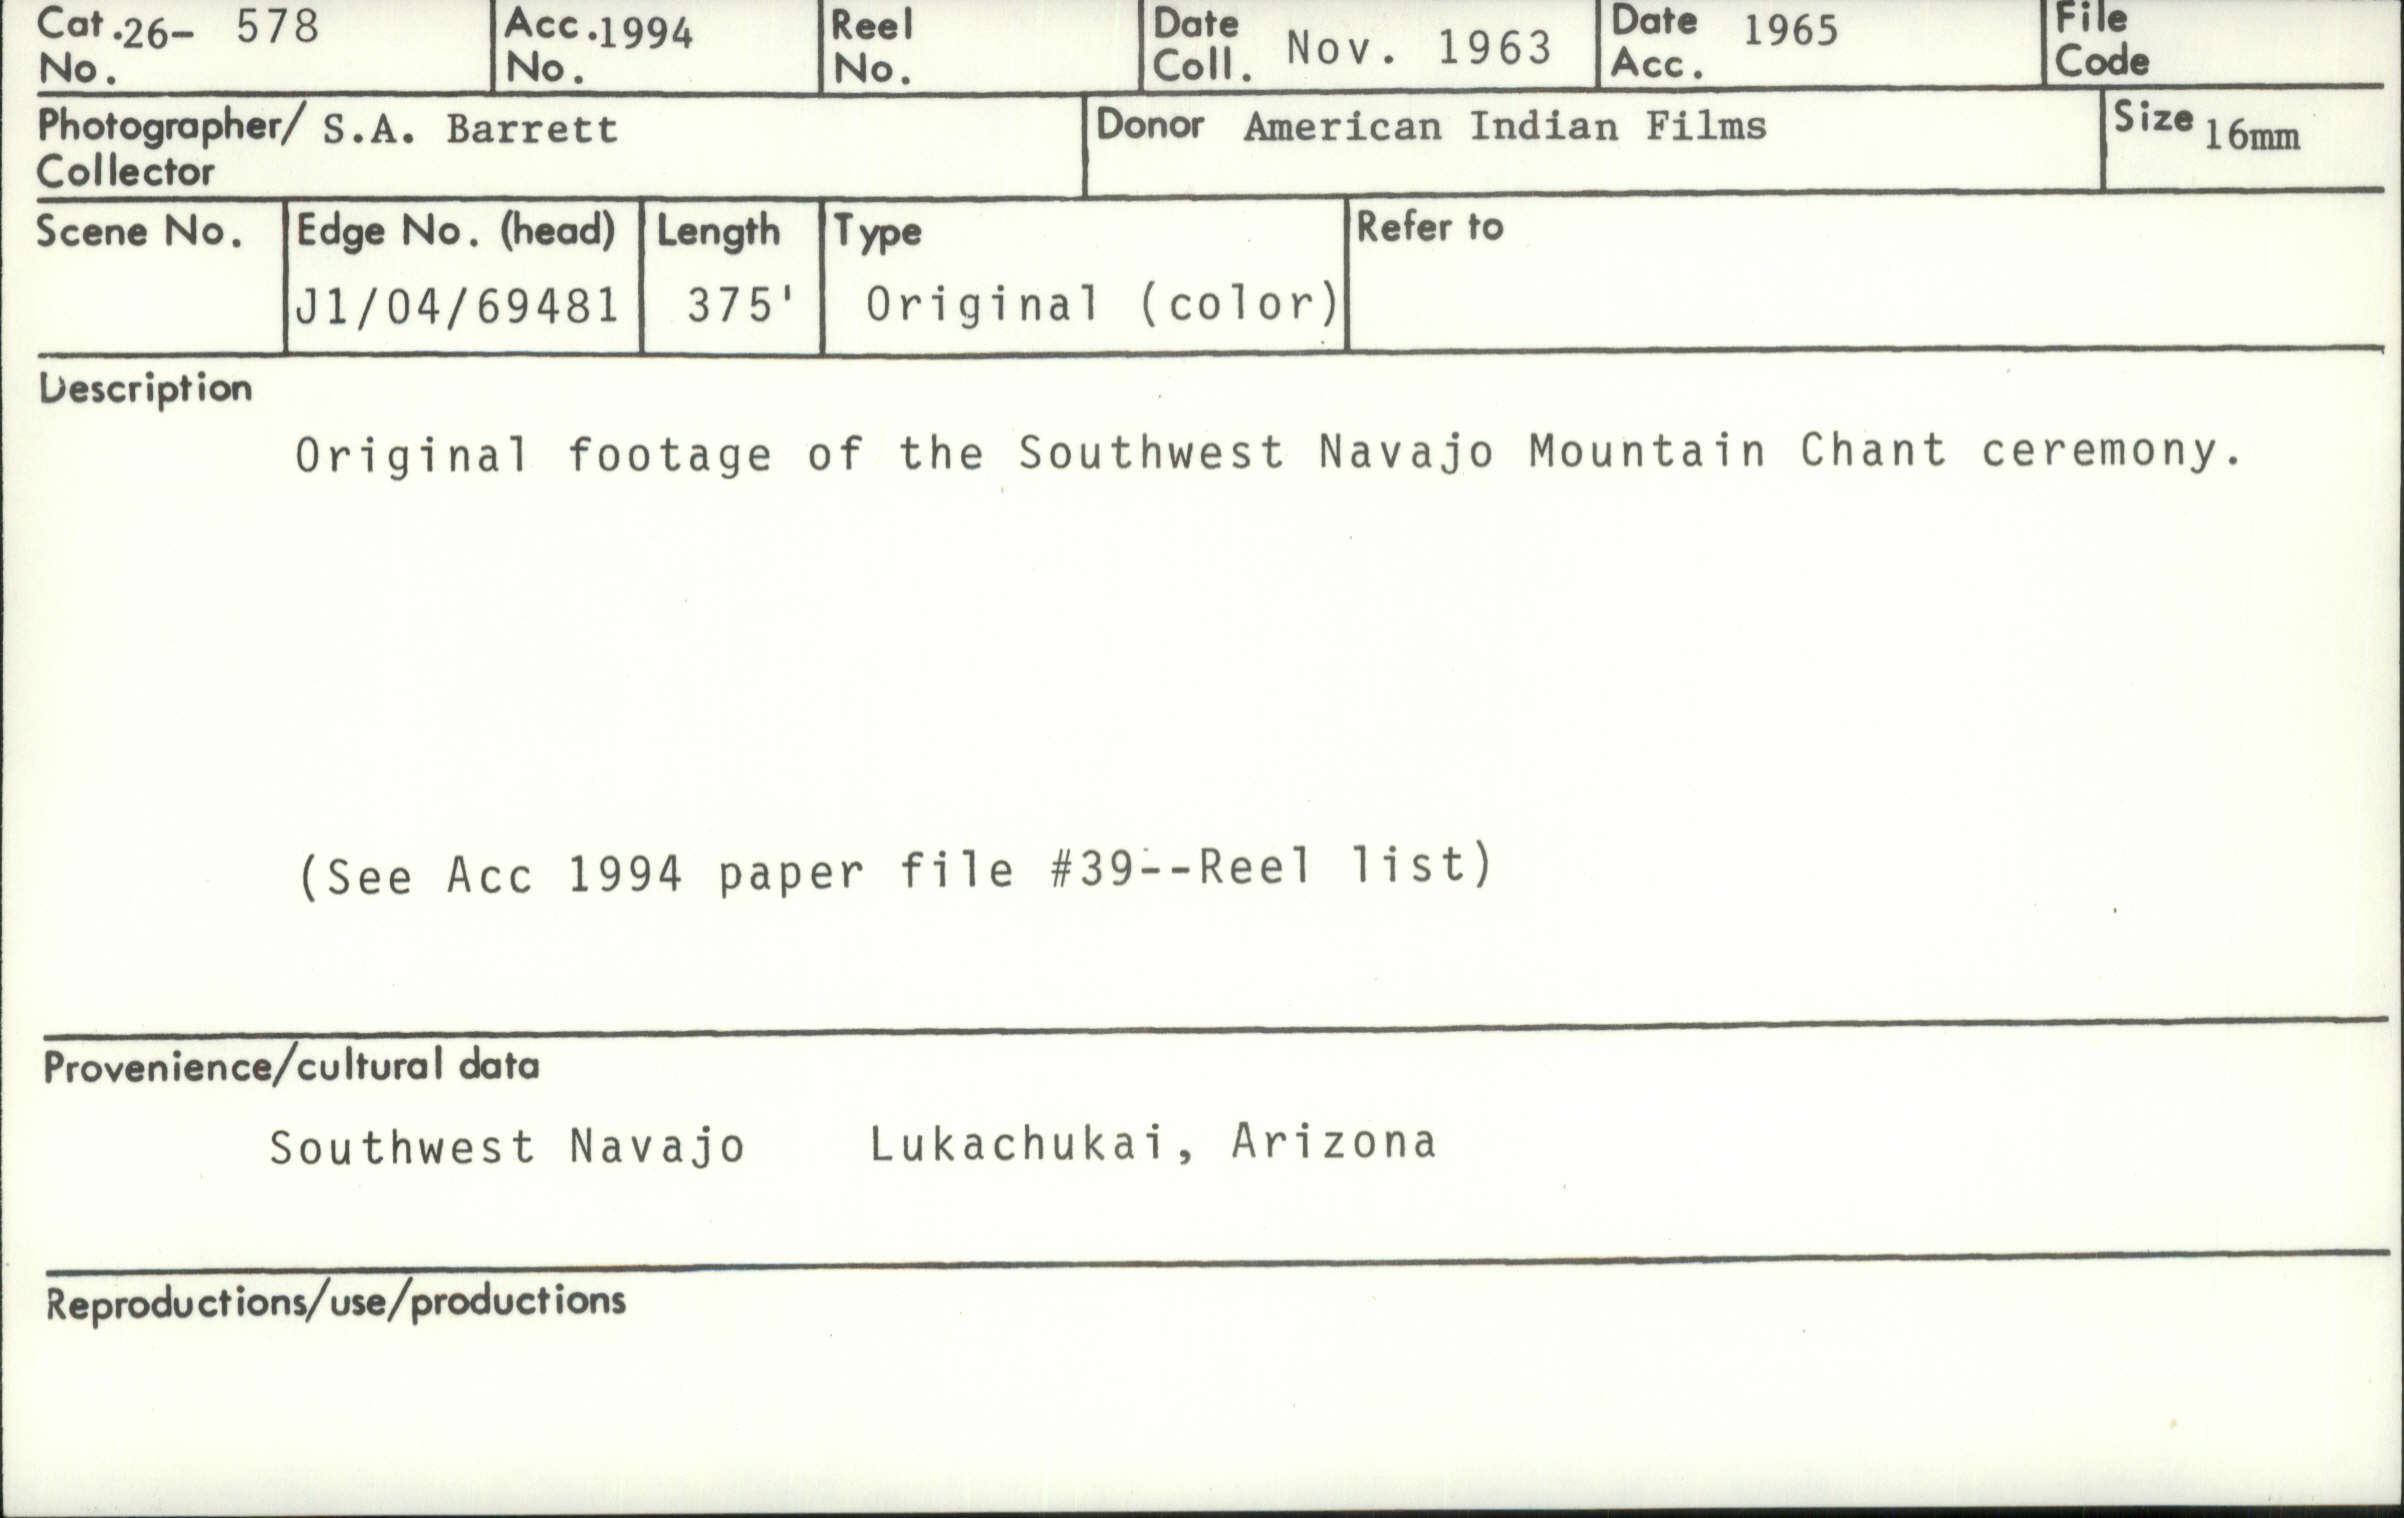 Cat. 26- 578
No.
Acc. 1994
No.
Reel
No.
Date
Coll. Nov. 1963
Date 1965
Acc.
File
Code
Photographer/ S.A. Barrett
Collector
Donor American Indian Films
Size 16mm
Scene No.
Edge No. (head)
J1/04/69481
Length
375'
Type
Original (color)
Refer to
Description
Original footage of the Southwest Navajo Mountain Chant ceremony.
(See Acc 1994 paper file #39--Reel list)
Provenience/cultural data
Southwest Navajo Lukachukai, Arizona
Reproductions/use/productions